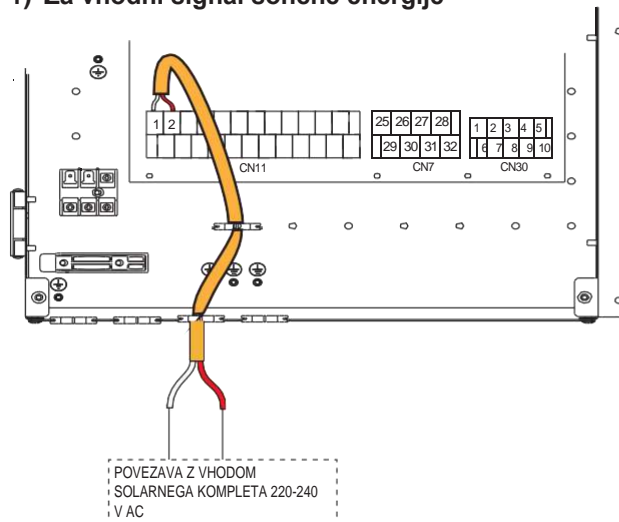 1) Za vhodni signal sončne energije
1 2
25 26 27 28
29 30 31 32
1 2 3 4 5
6 7 8 9 10
CN11
CN7
CN30
POVEZAVA Z VHODOM
SOLARNEGA KOMPLETA 220-240
V AC